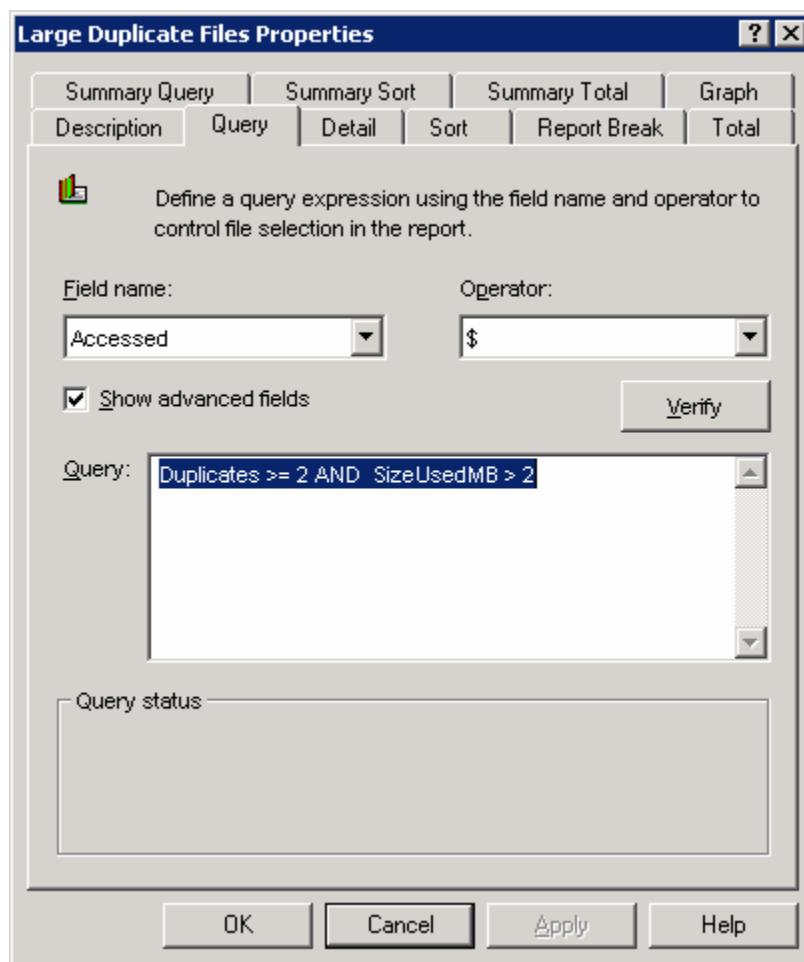 Large Duplicate Files Properties
Summary Query Summary Sort Summary Total Graph
Description Query Detail Sort Report Break Total
Define a query expression using the field name and operator to
control file selection in the report.
Field name: Operator:
Accessed $
Show advanced fields Verify
Query: Duplicates >= 2 AND  SizeUsedMB > 2
Query status
OK Cancel Apply Help